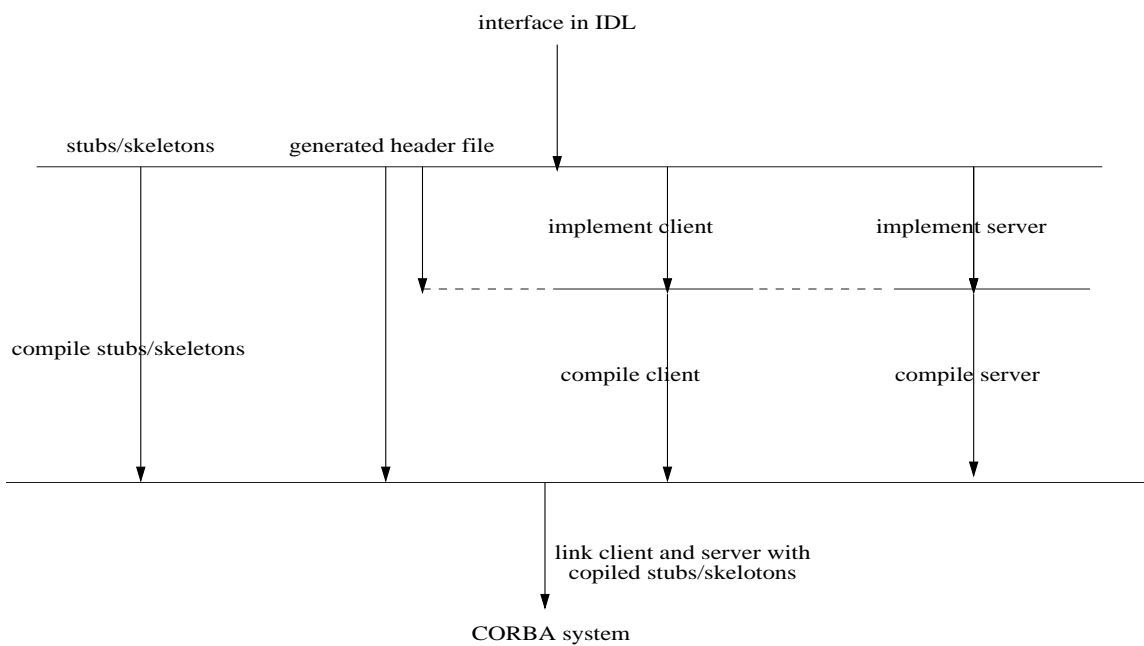 interface in IDL
stubs/skeletons
generated header file
implement client
implement server
compile stubs/skeletons
compile client
compile server
link client and server with
copiled stubs/skelotons
CORBA system